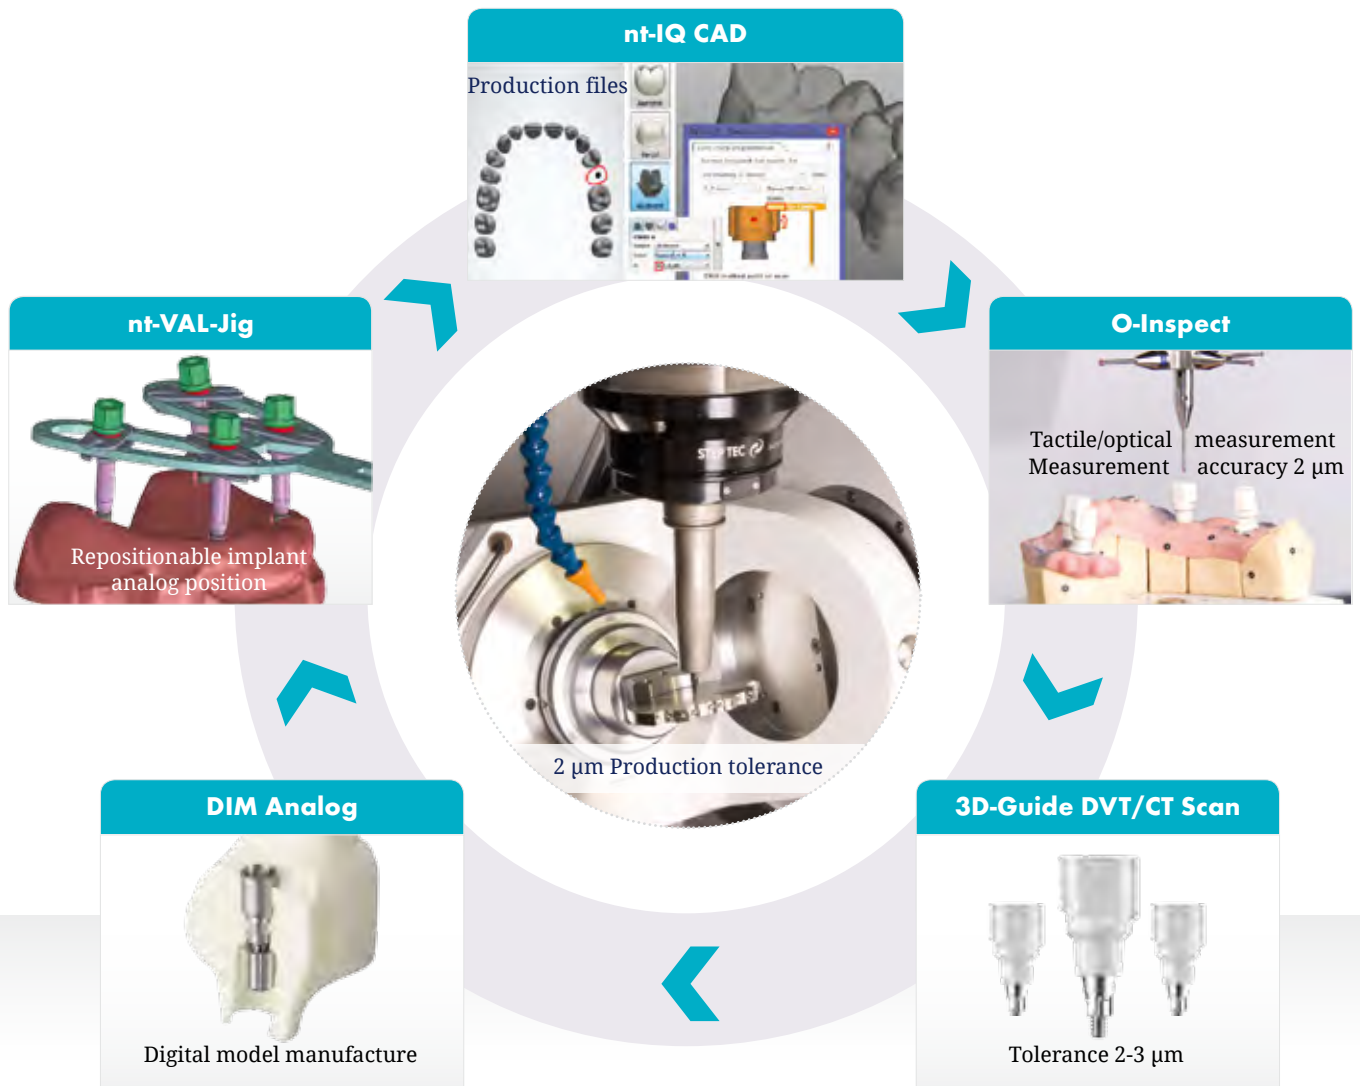 nt-IQ CAD
Production files
nt-VAL-Jig
Repositionable implant
analog position
O-Inspect
Tactile/optical measurement
Measurement accuracy 2 µm
STEPTEC
2 µm Production tolerance
DIM Analog
Digital model manufacture
3D-Guide DVT/CT Scan
Tolerance 2-3 µm